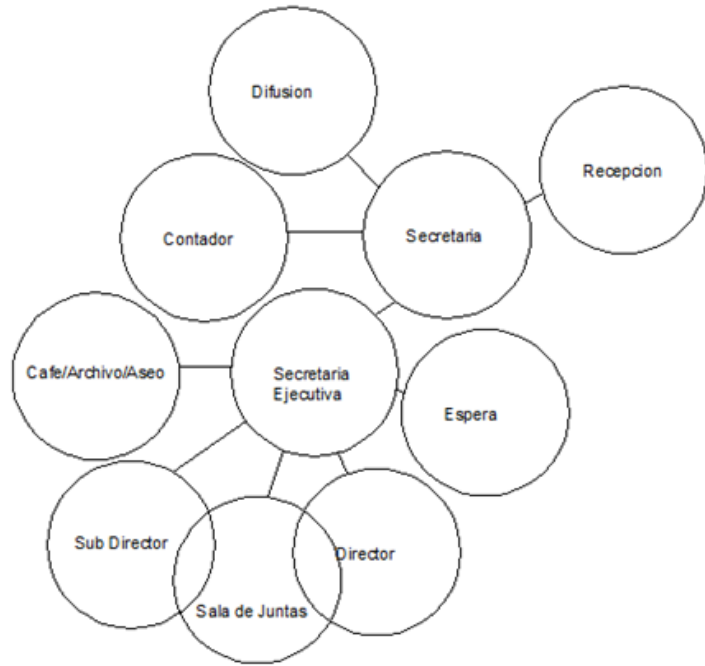 Difusion
Recepcion
Contador
Secretaria
Cafe/Archivo/Aseo
Secretaria
Ejecutiva
Espera
Sub Director
Director
Sala de Juntas